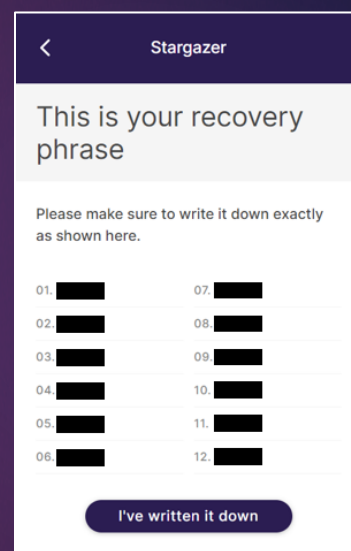 Stargazer
This is your recovery
phrase
Please make sure to write it down exactly
as shown here.
01.
07.
02.
08.
03.
09.
04.
10.
05.
11.
06.
12.
I've written it down